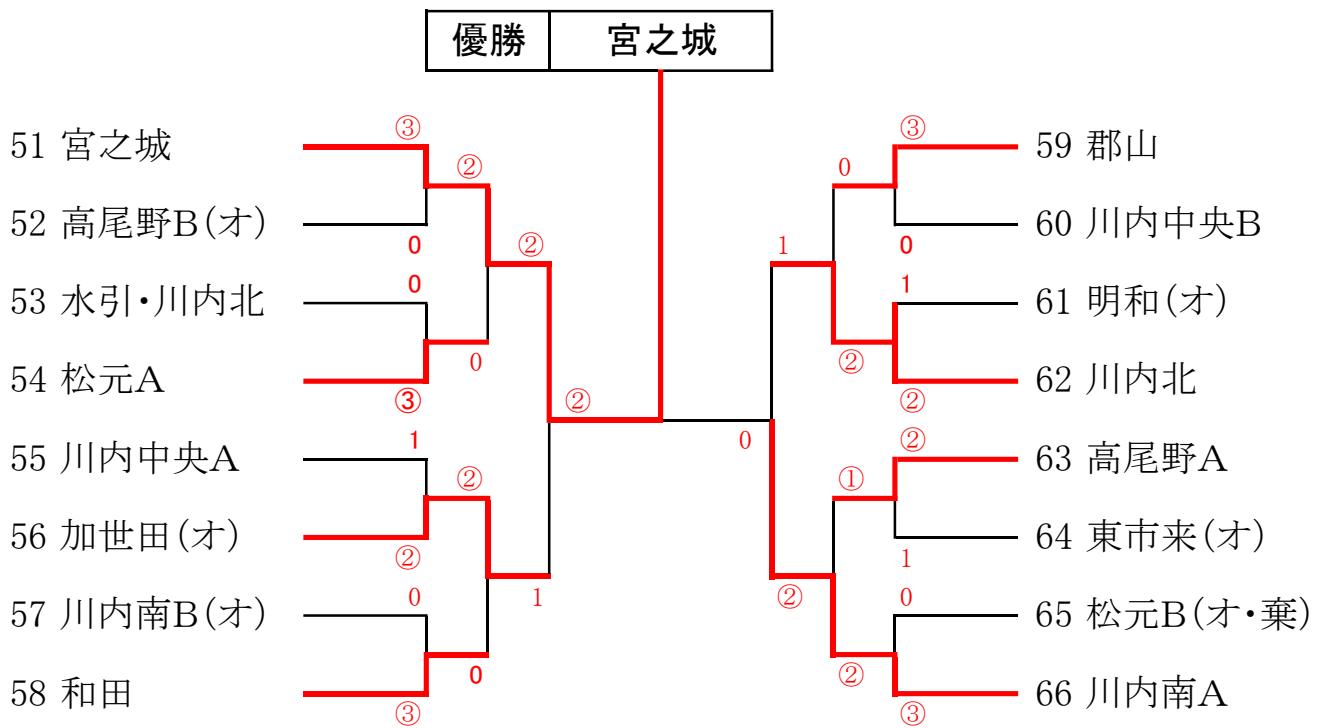 優勝 宮之城
③ ③
51 宮之城 59 郡山
② 0
52 高尾野B(オ) 60 川内中央B
0 ② 1 0
0 1
53 水引・川内北 61 明和(オ)
0 ②
54 松元A 62 川内北
③ ② ②
1 0 ②
55 川内中央A 63 高尾野A
② ①
56 加世田(オ) 64 東市来(オ)
② 1
0 1 ② 0
57 川内南B(オ) 65 松元B(オ・棄)
0 ②
58 和田 66 川内南A
③ ③